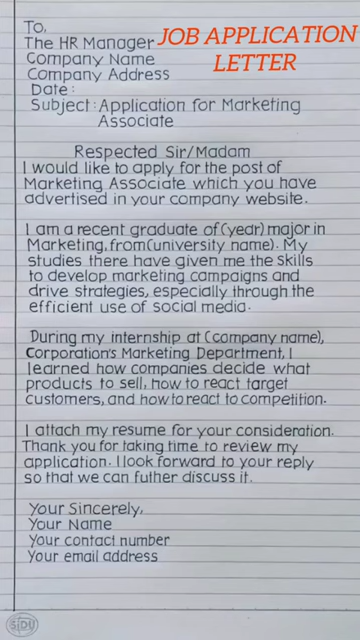 JOB APPLICATION
LETTER
To,
The HR Manager
Company Name
Company Address
Date:
Subject: Application for Marketing
Associate
Respected Sir/Madam
I would like to apply for the post of
Marketing Associate which you have
advertised in your company website.
I am a recent graduate of (year) major in
Marketing, from (university name). My
studies there have given me the skills
to develop marketing campaigns and
drive strategies, especially through the
efficient use of social media.
During my internship at (company name),
Corporation's Marketing Department, I
learned how companies decide what
products to sell, how to react target
customers, and how to react to competition.
I attach my resume for your consideration.
Thank you for taking time to review my
application. I look forward to your reply
so that we can futher discuss it.
Your Sincerely,
Your Name
Your contact number
Your email address
SIDU